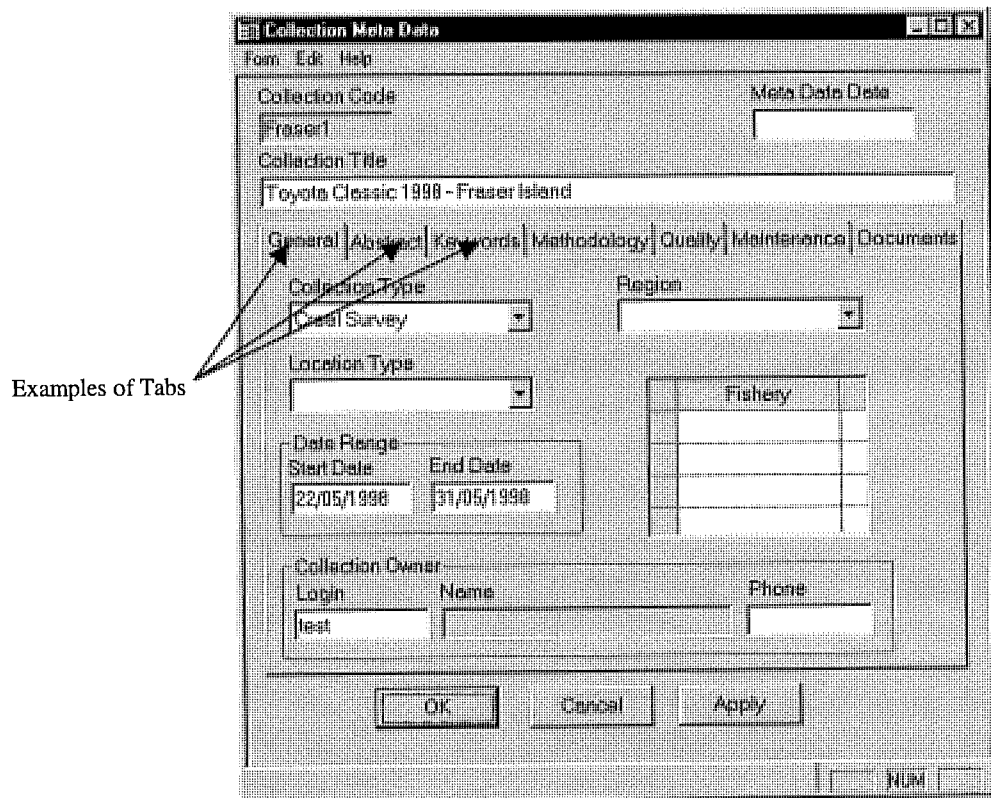 Collection Meta Data
Form Edit Help
Collection Code
Meta Data Date
Fraser1
Collection Title
Toyota Classic 1998 - Fraser Island
General Abstract Keywords Methodology Quality Maintenance Documents
Collection Type
Region
Creel Survey
Location Type
Examples of Tabs
Fishery
Date Range
Start Date End Date
22/05/1998 31/05/1998
Collection Owner
Login Name Phone
test
OK Cancel Apply
NUM